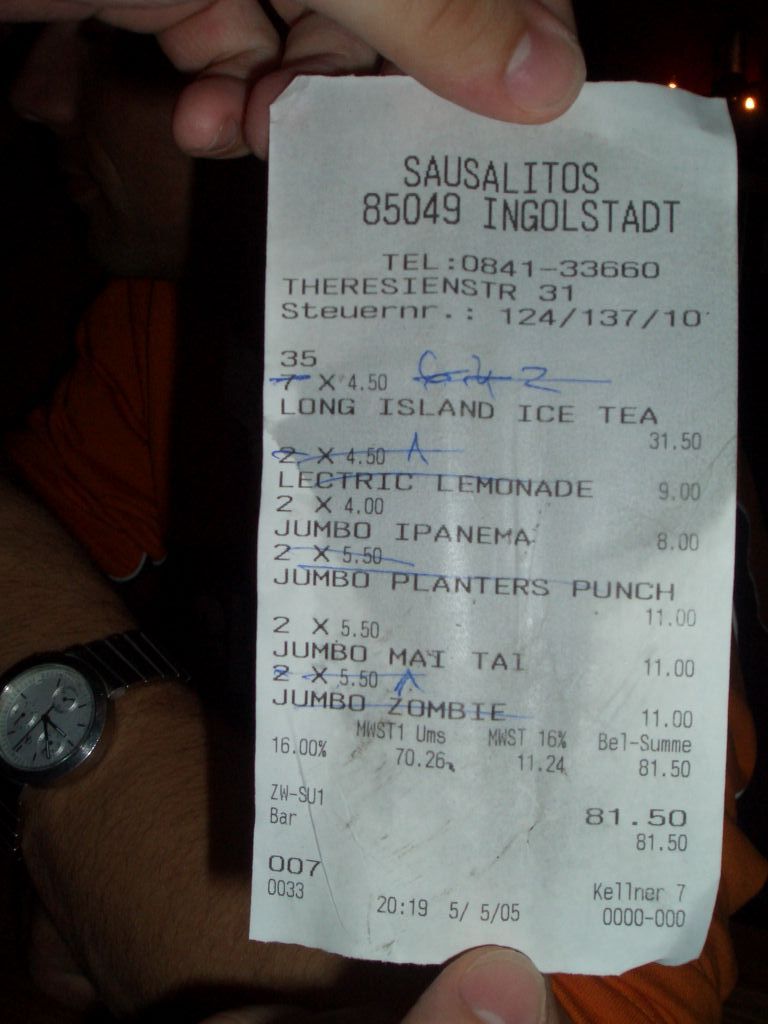 SAUSALITOS
85049 INGOLSTADT
TEL:0841-33660
THERESIENSTR 31
Steuernr.: 124/137/10
35
7 X 4.50
LONG ISLAND ICE TEA
31.50
2 X 4.50
LECTRIC LEMONADE 9.00
2 X 4.00
JUMBO IPANEMA 8.00
2 X 5.50
JUMBO PLANTERS PUNCH
11.00
2 X 5.50
JUMBO MAI TAI 11.00
2 X 5.50
JUMBO ZOMBIE 11.00
MWST1 Ums MWST 16% Bel-Summe
16.00% 70.26 11.24 81.50
ZW-SU1 81.50
Bar 81.50
007 Kellner 7
0033 20:19 5/ 5/05 0000-000